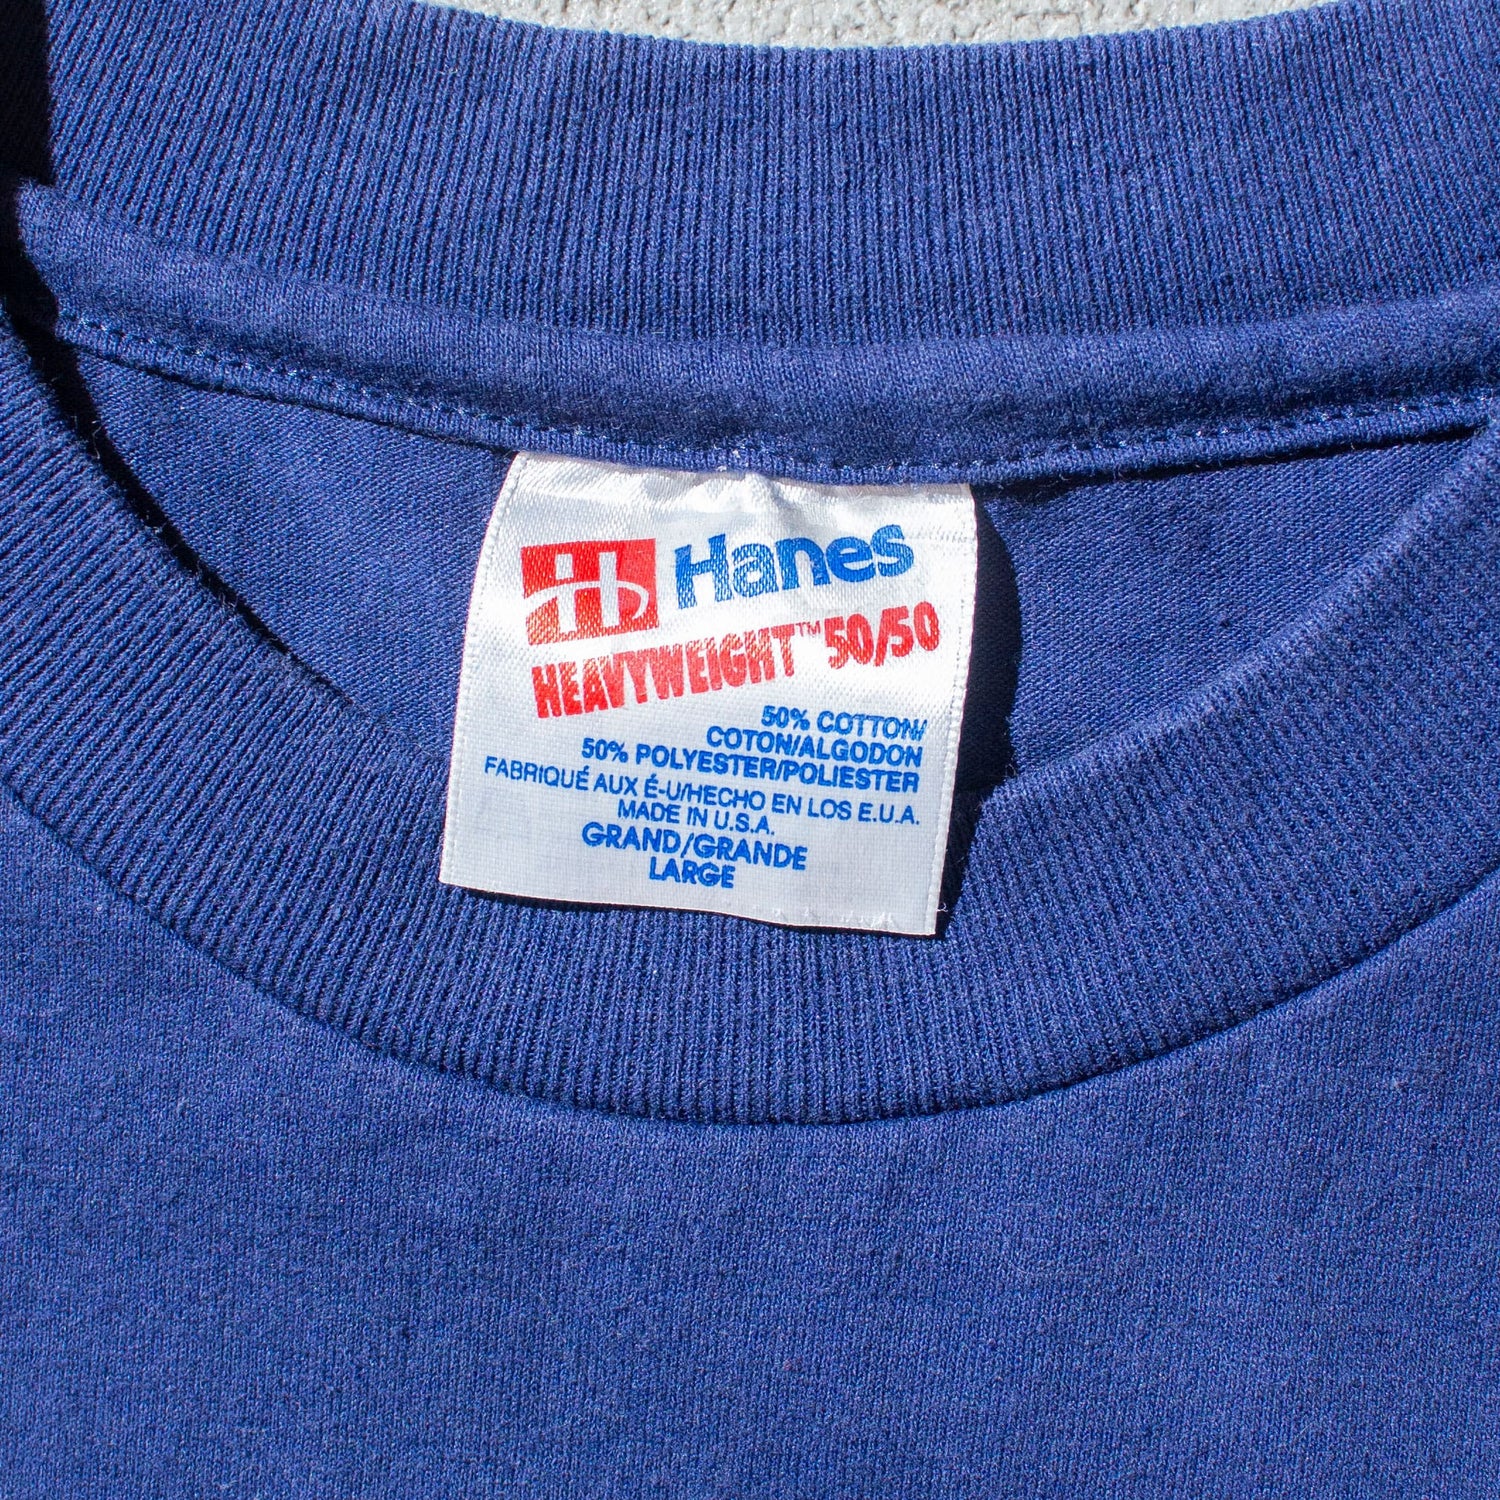 Hanes
HEAVYWEIGHT™ 50/50
50% COTTON/
COTON/ALGODON
50% POLYESTER/POLIESTER
FABRIQUÉ AUX É-U/HECHO EN LOS E.U.A.
MADE IN U.S.A.
GRAND/GRANDE
LARGE